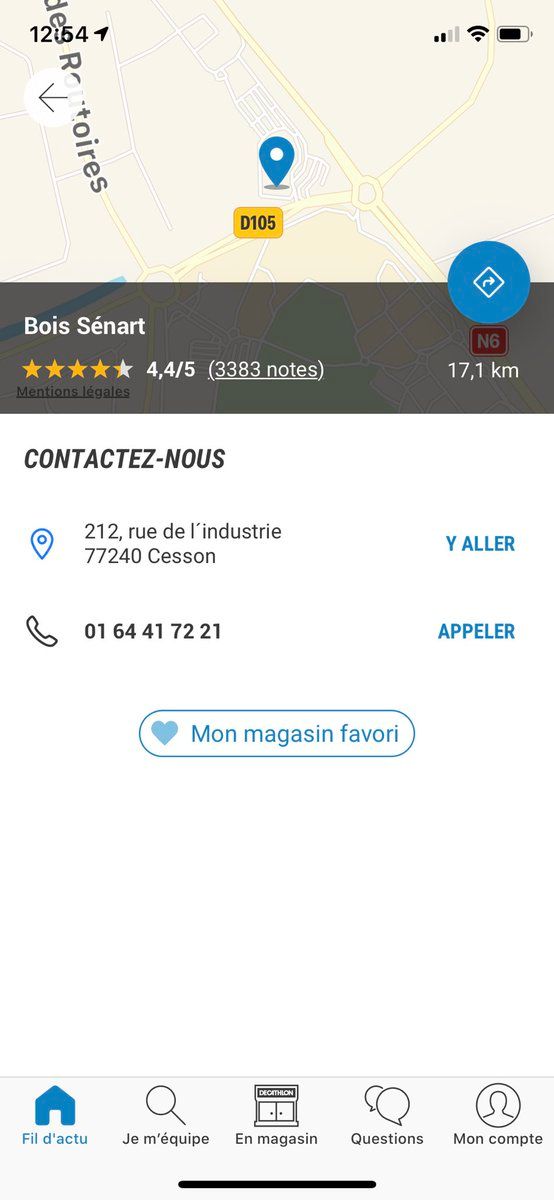 12:54
des Routoires
D105
N6
Bois Sénart
4,4/5 (3383 notes)
17,1 km
Mentions légales
CONTACTEZ-NOUS
212, rue de l´industrie
77240 Cesson
Y ALLER
01 64 41 72 21
APPELER
Mon magasin favori
DECATHLON
Fil d'actu
Je m'équipe
En magasin
Questions
Mon compte